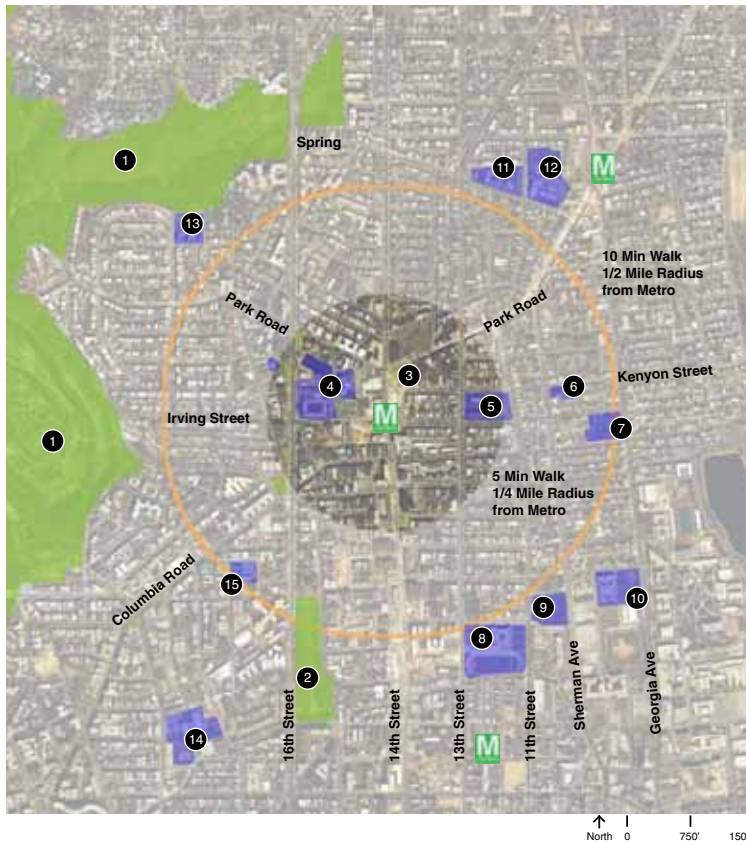 1
Spring
11
12
M
13
10 Min Walk
1/2 Mile Radius
from Metro
Park Road
Park Road
3
4
6
Kenyon Street
5
M
Irving Street
7
1
5 Min Walk
1/4 Mile Radius
from Metro
Columbia Road
15
9
10
8
2
16th Street
14th Street
13th Street
11th Street
Sherman Ave
Georgia Ave
14
M
North
0
750'
150